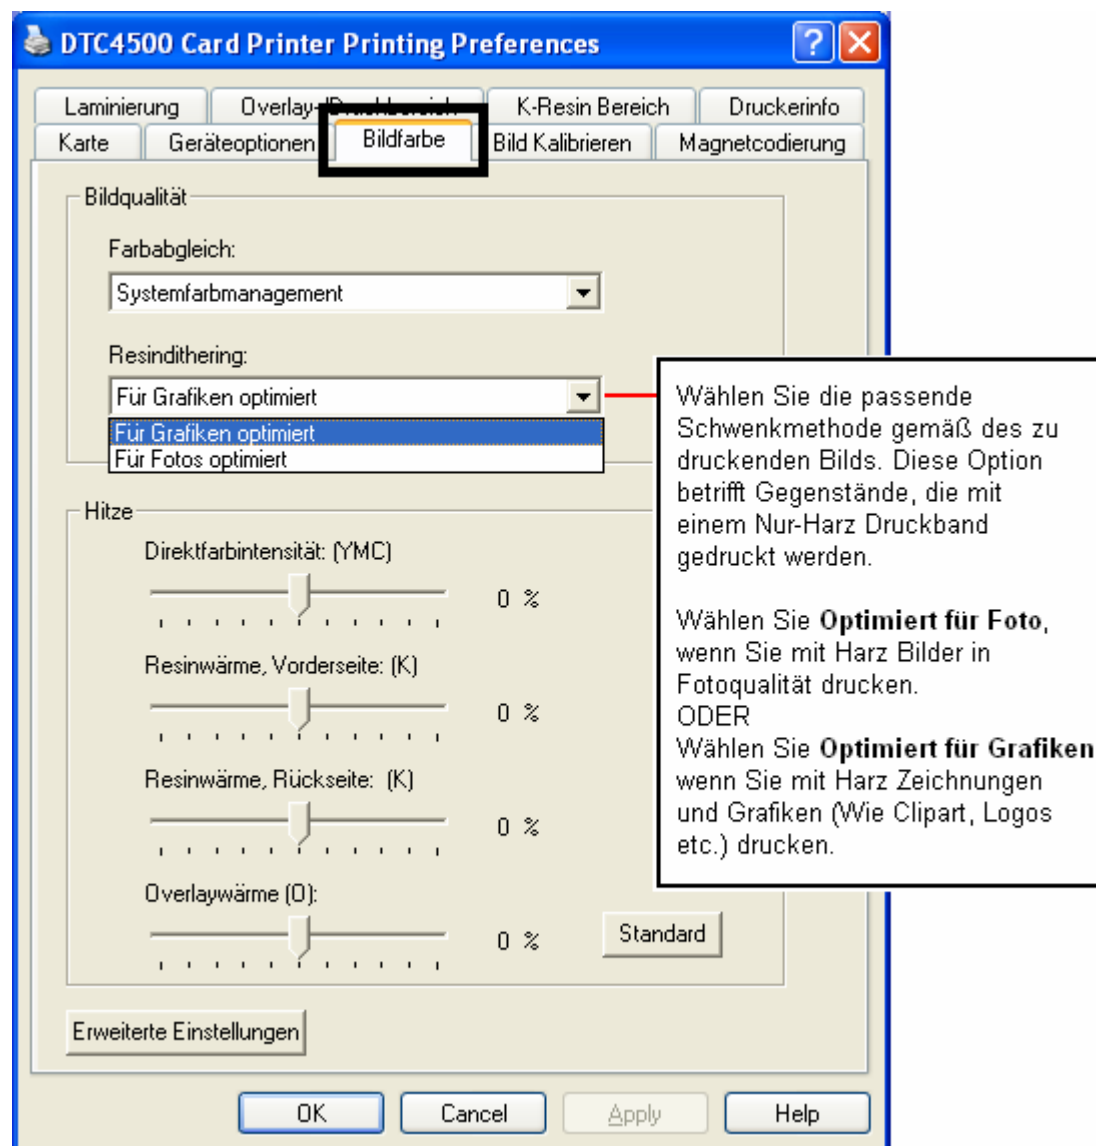 DTC4500 Card Printer Printing Preferences
Laminierung
K-Resin Bereich
Druckerinfo
Karte
Geräteoptionen
Bildfarbe
Bild Kalibrieren
Magnetcodierung
Bildqualität
Farbabgleich:
Systemfarbmanagement
Resindithering:
Für Grafiken optimiert
Für Grafiken optimiert
Für Fotos optimiert
Hitze
Direktfarbintensität: (YMC)
0 %
Resinwärme, Vorderseite: (K)
0 %
Resinwärme, Rückseite: (K)
0 %
Overlaywärme (O):
0 %
Standard
Erweiterte Einstellungen
OK
Cancel
Apply
Help
Wählen Sie die passende
Schwenkmethode gemäß des zu
druckenden Bilds. Diese Option
betrifft Gegenstände, die mit
einem Nur-Harz Druckband
gedruckt werden.
Wählen Sie Optimiert für Foto,
wenn Sie mit Harz Bilder in
Fotoqualität drucken.
ODER
Wählen Sie Optimiert für Grafiken
wenn Sie mit Harz Zeichnungen
und Grafiken (Wie Clipart, Logos
etc.) drucken.